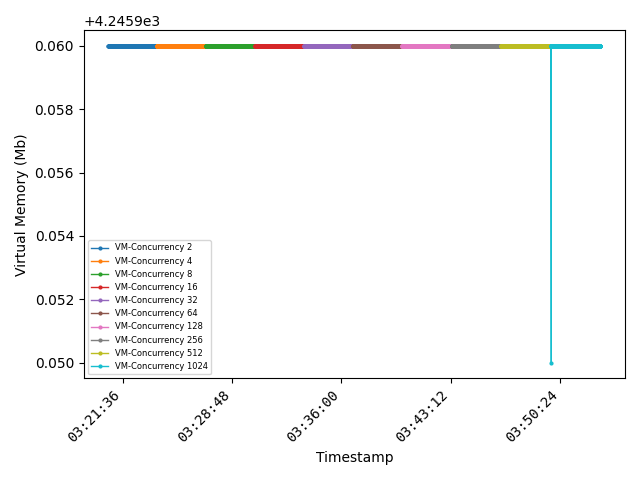 +4.2459e3
0.060
0.058
0.056
0.054
0.052
0.050
Virtual Memory (Mb)
VM-Concurrency 2
VM-Concurrency 4
VM-Concurrency 8
VM-Concurrency 16
VM-Concurrency 32
VM-Concurrency 64
VM-Concurrency 128
VM-Concurrency 256
VM-Concurrency 512
VM-Concurrency 1024
03:21:36
03:28:48
03:36:00
03:43:12
03:50:24
Timestamp